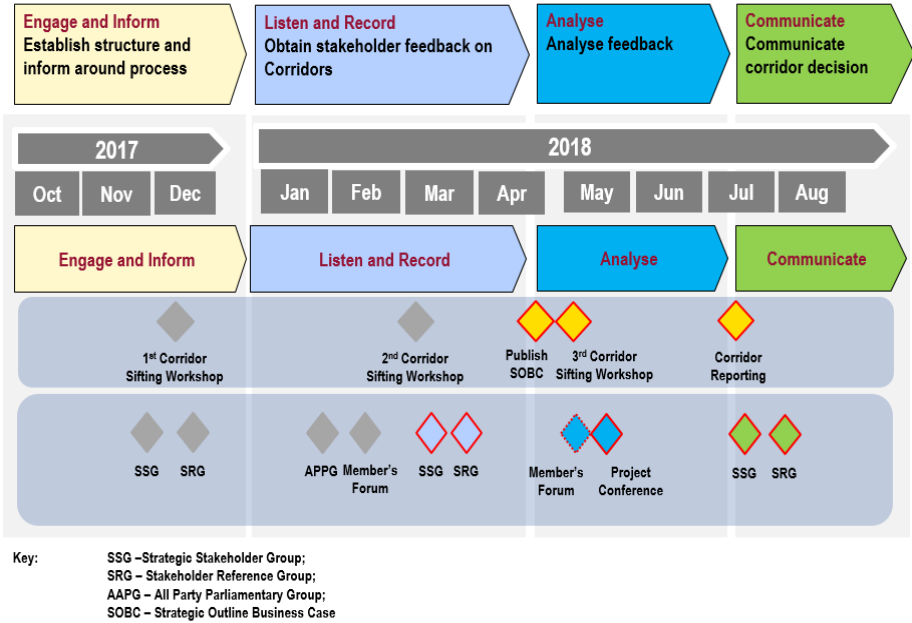 Engage and Inform
Establish structure and
inform around process
Listen and Record
Obtain stakeholder feedback on
Corridors
Analyse
Analyse feedback
Communicate
Communicate
corridor decision
2017
2018
Oct
Nov
Dec
Jan
Feb
Mar
Apr
May
Jun
Jul
Aug
Engage and Inform
Listen and Record
Analyse
Communicate
1st Corridor
Sifting Workshop
2nd Corridor
Sifting Workshop
Publish
SOBC
3rd Corridor
Sifting Workshop
Corridor
Reporting
SSG
SRG
APPG
Member's
Forum
SSG
SRG
Member's
Forum
Project
Conference
SSG
SRG
Key:
SSG –Strategic Stakeholder Group;
SRG – Stakeholder Reference Group;
AAPG – All Party Parliamentary Group;
SOBC – Strategic Outline Business Case